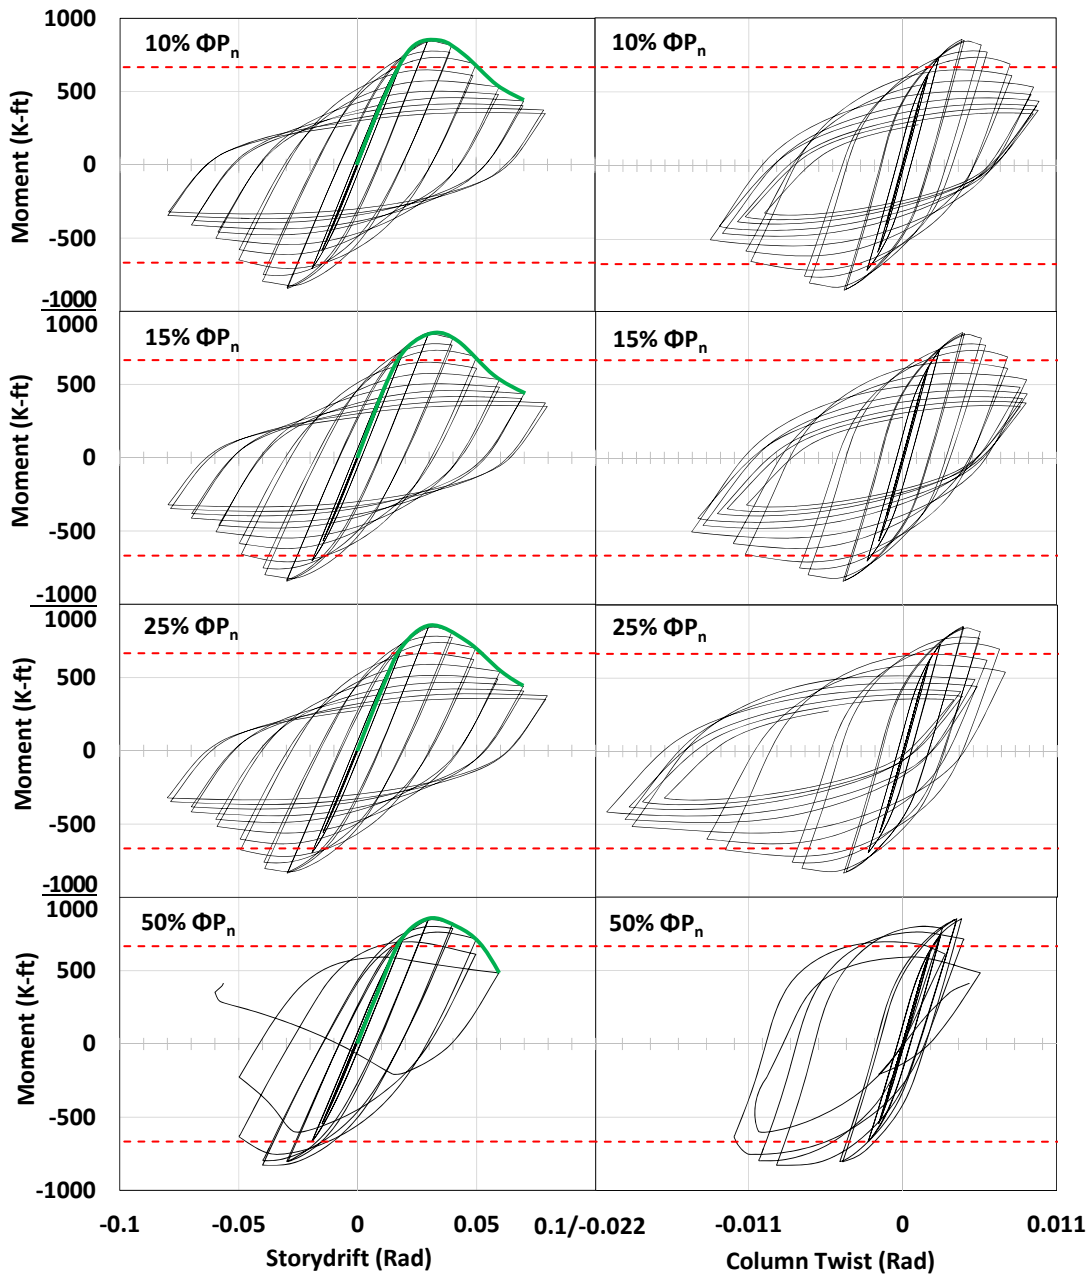 1000
500
0
-500
-1000
Moment (K-ft)
10% ΦPn
10% ΦPn
1000
500
0
-500
-1000
Moment (K-ft)
15% ΦPn
15% ΦPn
1000
500
0
-500
-1000
Moment (K-ft)
25% ΦPn
25% ΦPn
1000
500
0
-500
-1000
Moment (K-ft)
50% ΦPn
50% ΦPn
-0.1 -0.05 0 0.05 0.1/-0.022 -0.011 0 0.011
Storydrift (Rad) Column Twist (Rad)